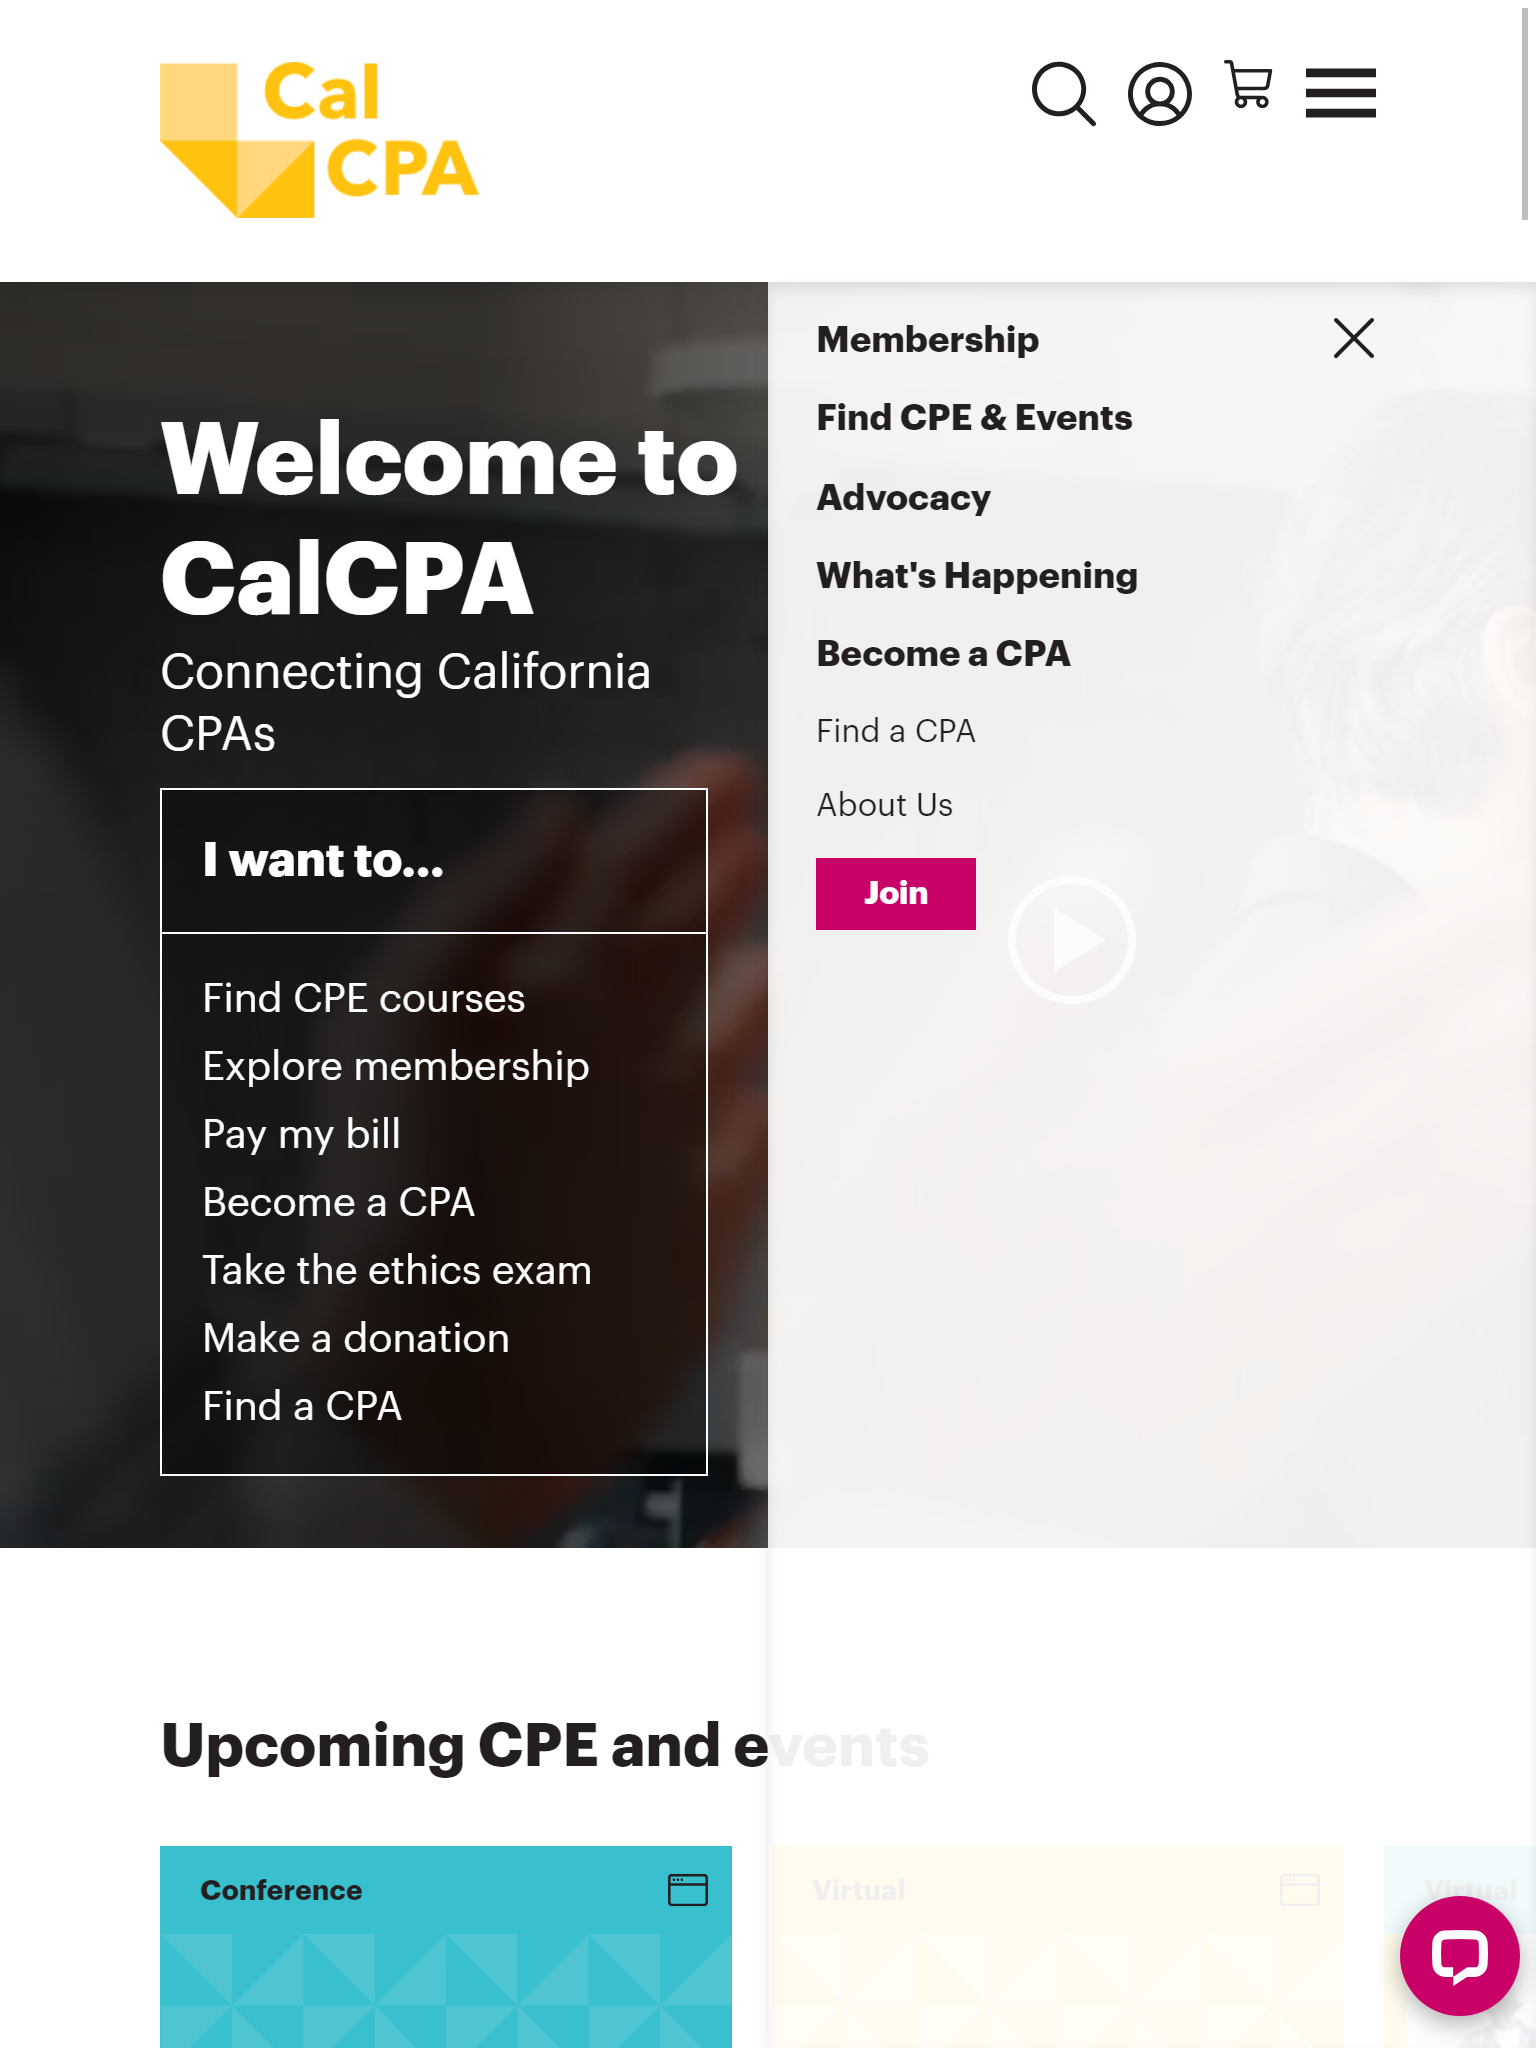 Cal
CPA
Membership
Find CPE & Events
Advocacy
What's Happening
Become a CPA
Find a CPA
About Us
Join
Welcome to
CalCPA
Connecting California
CPAs
I want to...
Find CPE courses
Explore membership
Pay my bill
Become a CPA
Take the ethics exam
Make a donation
Find a CPA
Upcoming CPE and events
Conference
Virtual
Virtual